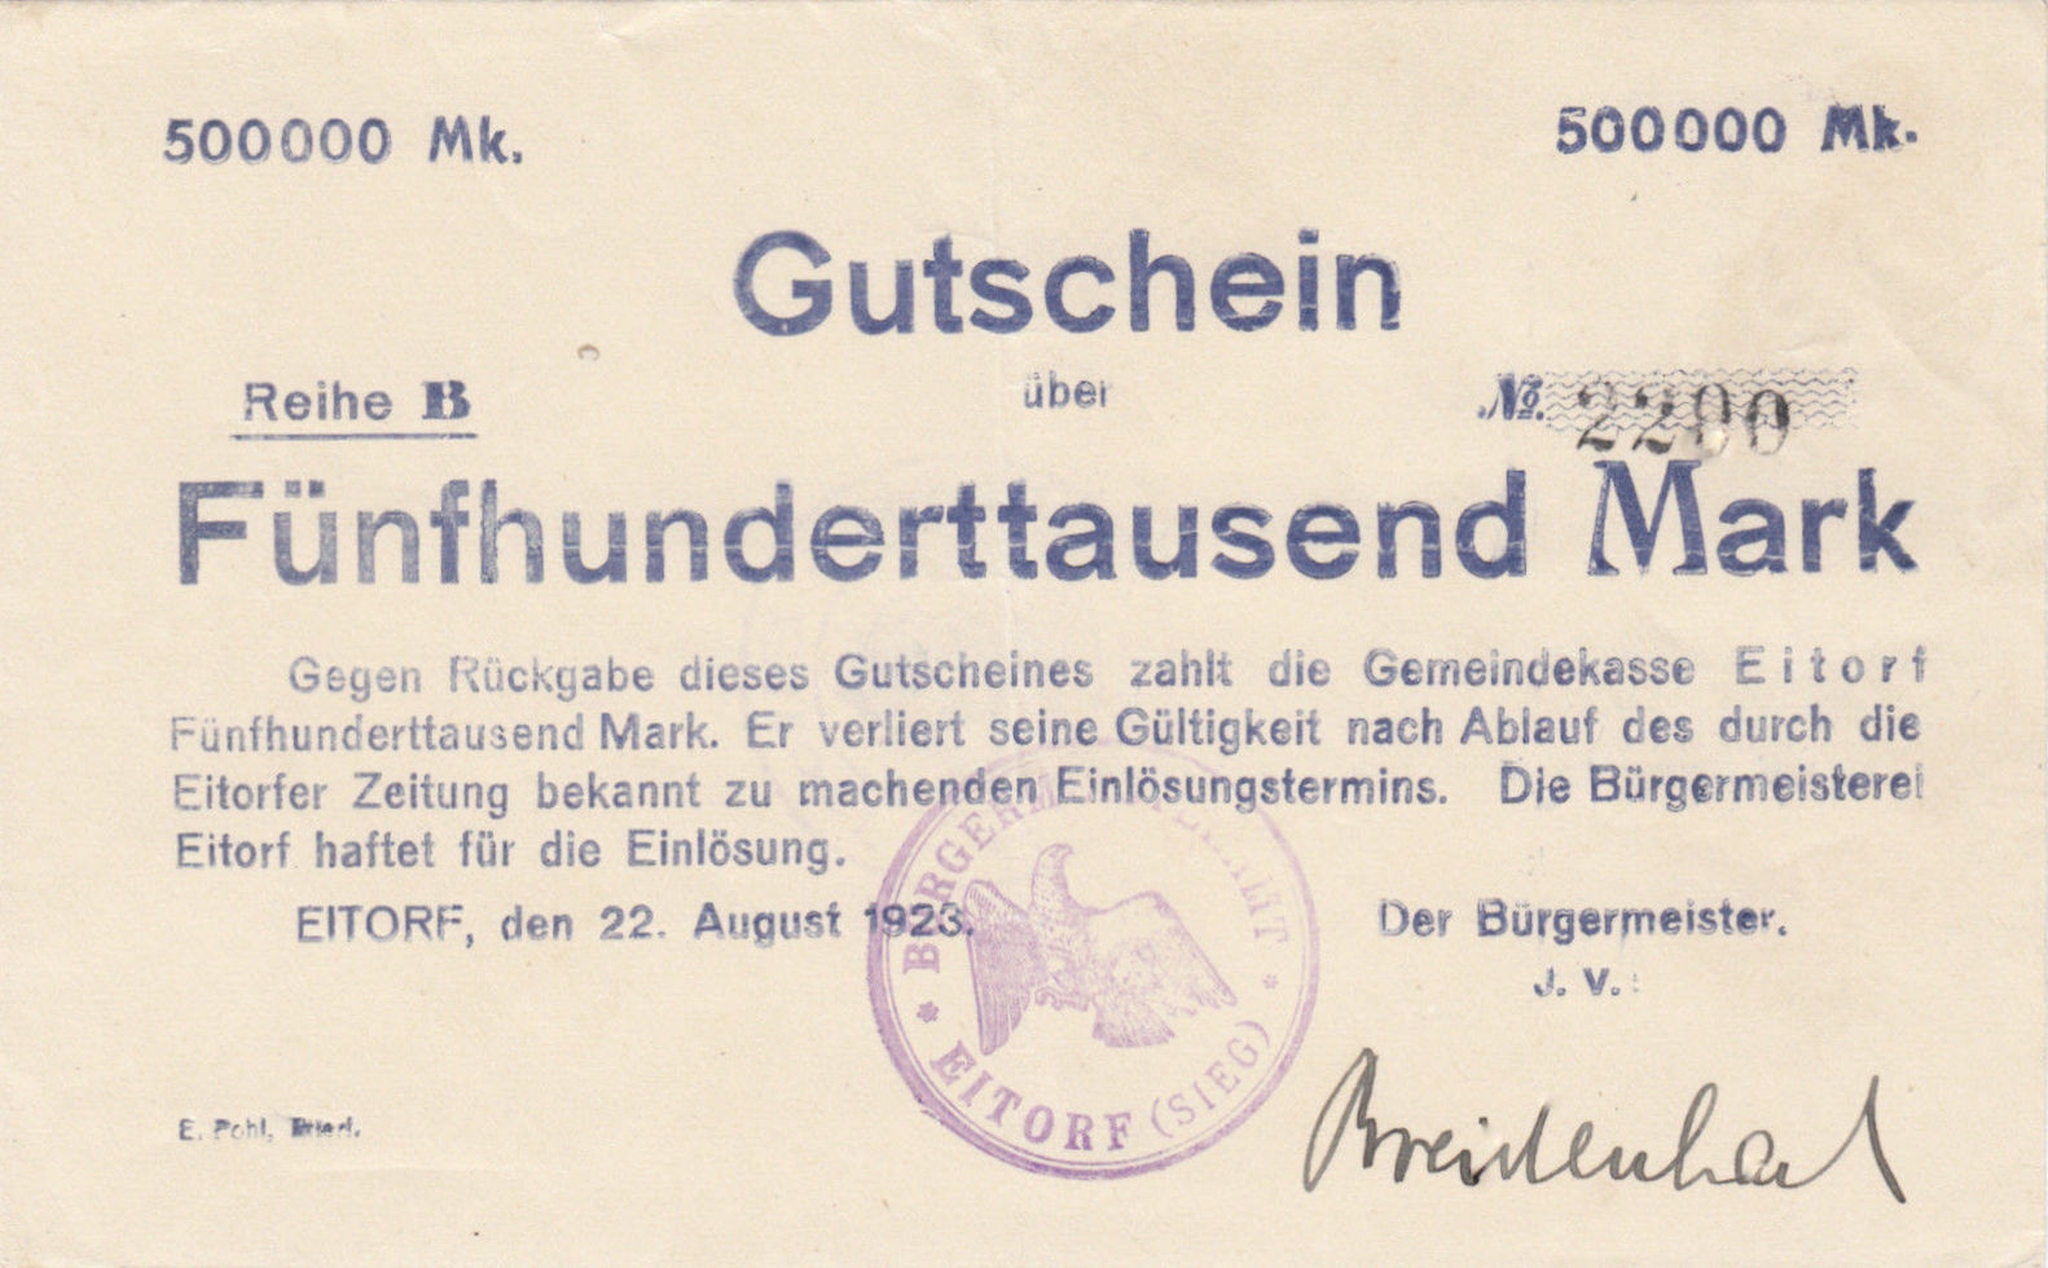 500000 Mk. 500000 Mk.
Gutschein
Reihe B über № 2200
Fünfhunderttausend Mark
Gegen Rückgabe dieses Gutscheines zahlt die Gemeindekasse Eitorf
Fünfhunderttausend Mark. Er verliert seine Gültigkeit nach Ablauf des durch die
Eitorfer Zeitung bekannt zu machenden Einlösungstermins. Die Bürgermeisterei
Eitorf haftet für die Einlösung.
EITORF, den 22. August 1923. Der Bürgermeister.
J. V.:
* EITORF (SIEG) *
E. Pohl,